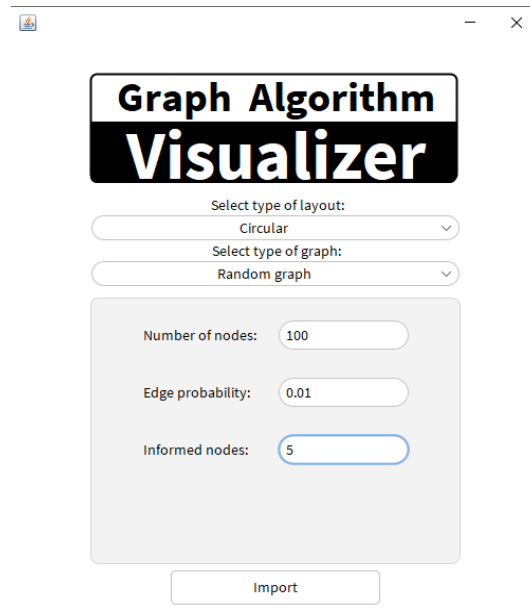 Graph Algorithm
Visualizer
Select type of layout:
Circular
Select type of graph:
Random graph
Number of nodes: 100
Edge probability: 0.01
Informed nodes: 5
Import